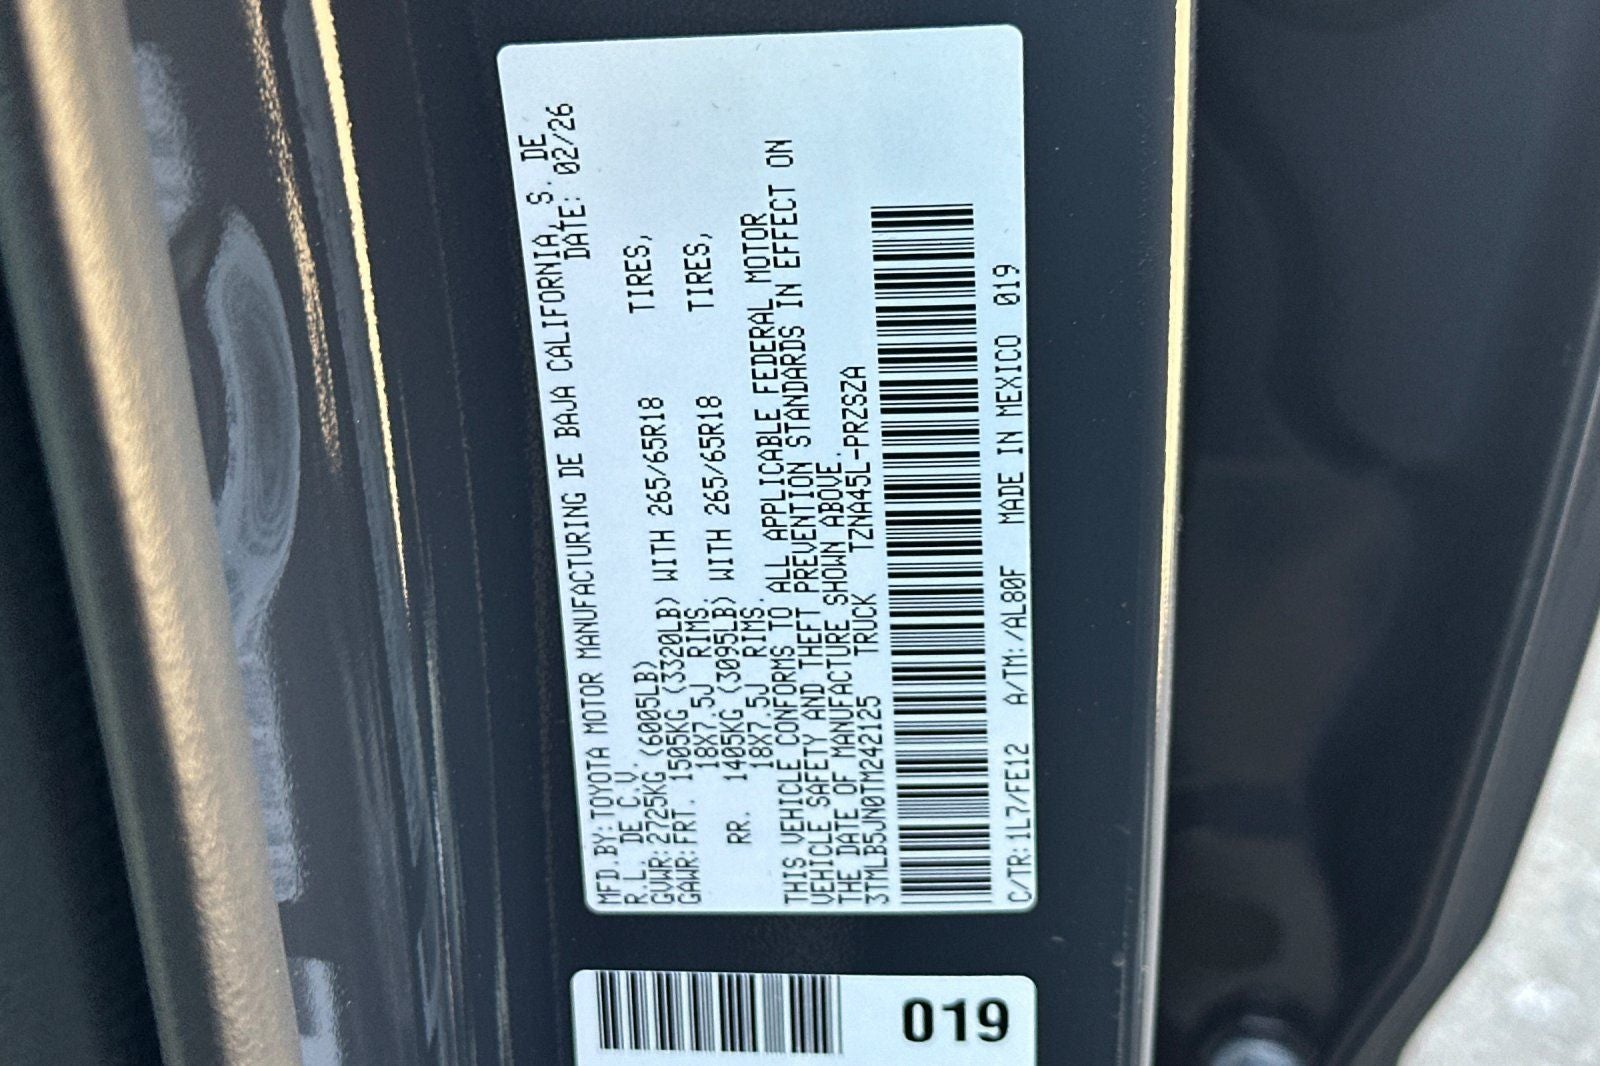 MFD.BY:TOYOTA MOTOR MANUFACTURING DE BAJA CALIFORNIA, S. DE
R.L. DE C.V. DATE: 02/26
GVWR:2725KG (6005LB)
GAWR:FRT. 1505KG (3320LB) WITH 265/65R18 TIRES,
18X7.5J RIMS.
RR. 1405KG (3095LB) WITH 265/65R18 TIRES,
18X7.5J RIMS.
THIS VEHICLE CONFORMS TO ALL APPLICABLE FEDERAL MOTOR
VEHICLE SAFETY AND THEFT PREVENTION STANDARDS IN EFFECT ON
THE DATE OF MANUFACTURE SHOWN ABOVE.
3TMLB5JN0TM242125 TRUCK TZNA45L-PRZSZA
C/TR:1L7/FE12 A/TM:/AL80F MADE IN MEXICO 019
019